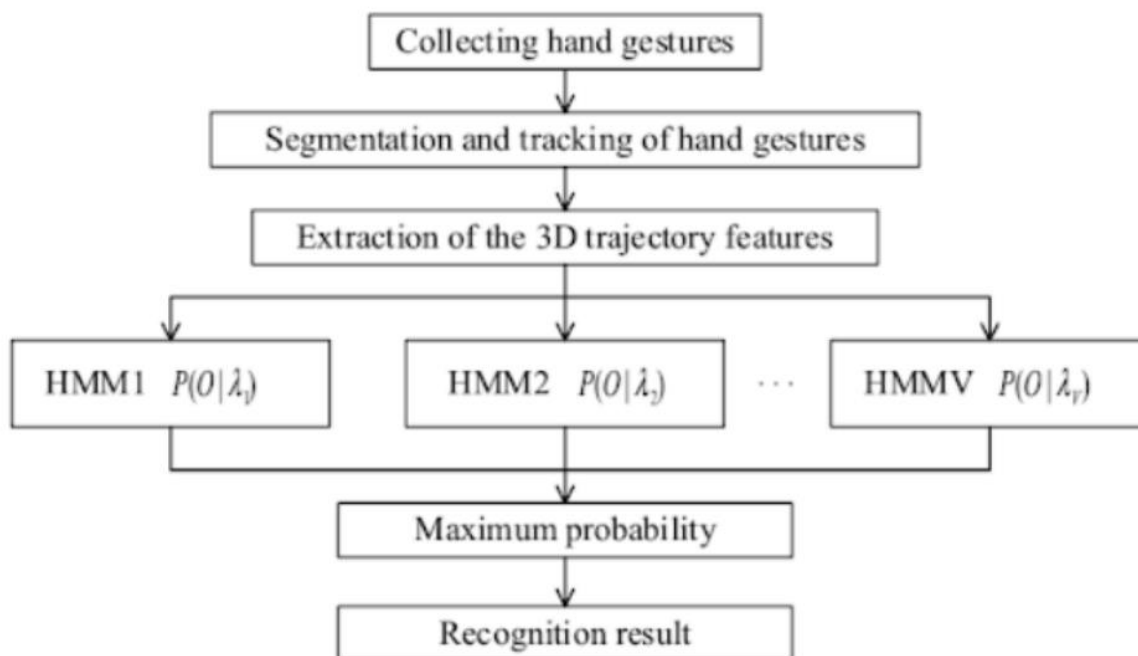 Collecting hand gestures
Segmentation and tracking of hand gestures
Extraction of the 3D trajectory features
HMM1 P(O|λ₁)
HMM2 P(O|λ₂)
...
HMMV P(O|λᵥ)
Maximum probability
Recognition result